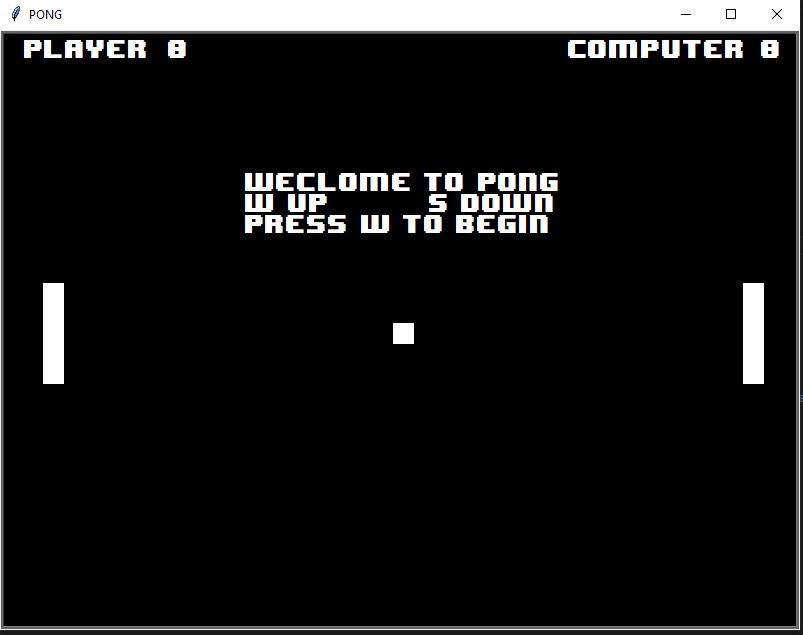 PONG
PLAYER 0
COMPUTER 0
WECLOME TO PONG
W UP S DOWN
PRESS W TO BEGIN